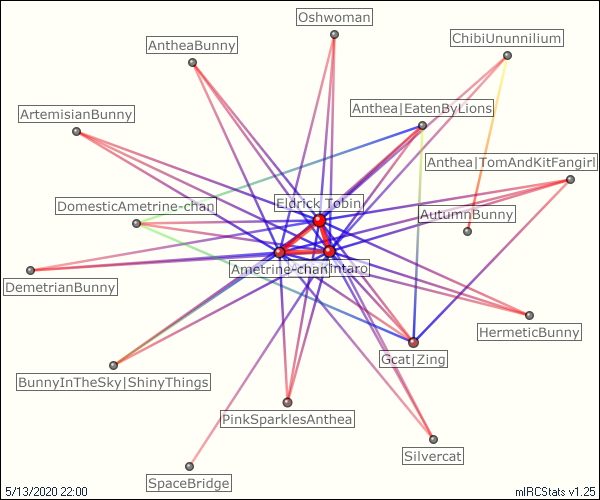 Oshwoman
ChibiUnunnilium
AntheaBunny
Anthea|EatenByLions
ArtemisianBunny
Anthea|TomAndKitFangirl
DomesticAmetrine-chan
Eldrick_Tobin
AutumnBunny
Ametrine-chan
intaro
DemetrianBunny
HermeticBunny
Gcat|Zing
BunnyInTheSky|ShinyThings
PinkSparklesAnthea
Silvercat
SpaceBridge
5/13/2020 22:00
mIRCStats v1.25